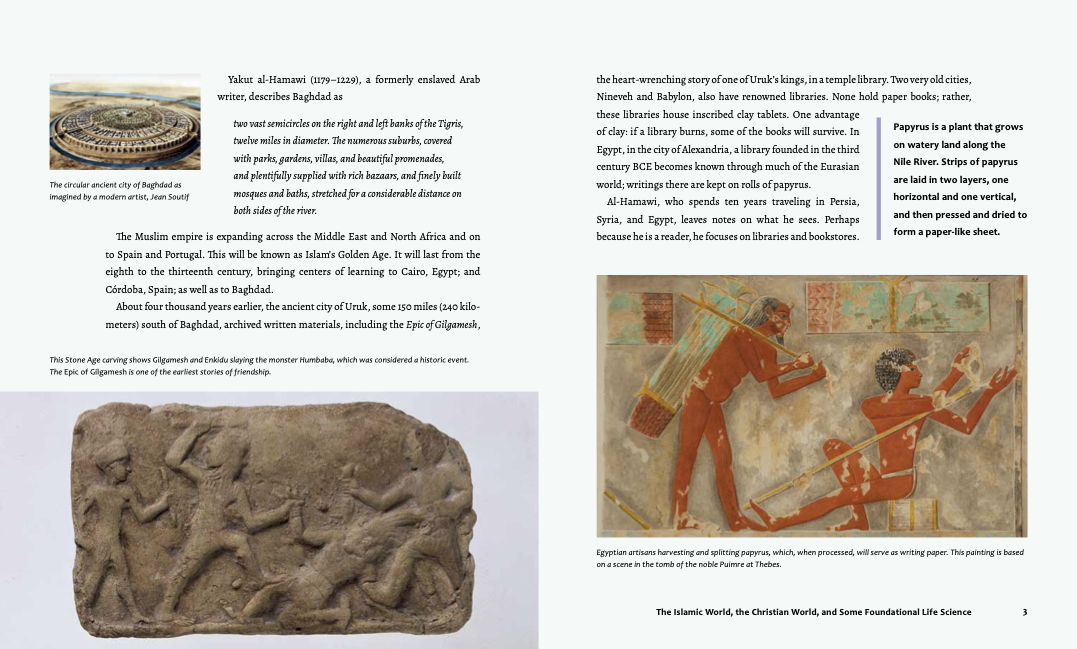 Yakut al-Hamawi (1179–1229), a formerly enslaved Arab
writer, describes Baghdad as
two vast semicircles on the right and left banks of the Tigris,
twelve miles in diameter. The numerous suburbs, covered
with parks, gardens, villas, and beautiful promenades,
and plentifully supplied with rich bazaars, and finely built
mosques and baths, stretched for a considerable distance on
both sides of the river.
The circular ancient city of Baghdad as
imagined by a modern artist, Jean Soutif
The Muslim empire is expanding across the Middle East and North Africa and on
to Spain and Portugal. This will be known as Islam's Golden Age. It will last from the
eighth to the thirteenth century, bringing centers of learning to Cairo, Egypt; and
Córdoba, Spain; as well as to Baghdad.
About four thousand years earlier, the ancient city of Uruk, some 150 miles (240 kilo-
meters) south of Baghdad, archived written materials, including the Epic of Gilgamesh,
This Stone Age carving shows Gilgamesh and Enkidu slaying the monster Humbaba, which was considered a historic event.
The Epic of Gilgamesh is one of the earliest stories of friendship.
the heart-wrenching story of one of Uruk's kings, in a temple library. Two very old cities,
Nineveh and Babylon, also have renowned libraries. None hold paper books; rather,
these libraries house inscribed clay tablets. One advantage
of clay: if a library burns, some of the books will survive. In
Egypt, in the city of Alexandria, a library founded in the third
century BCE becomes known through much of the Eurasian
world; writings there are kept on rolls of papyrus.
Al-Hamawi, who spends ten years traveling in Persia,
Syria, and Egypt, leaves notes on what he sees. Perhaps
because he is a reader, he focuses on libraries and bookstores.
Papyrus is a plant that grows
on watery land along the
Nile River. Strips of papyrus
are laid in two layers, one
horizontal and one vertical,
and then pressed and dried to
form a paper-like sheet.
Egyptian artisans harvesting and splitting papyrus, which, when processed, will serve as writing paper. This painting is based
on a scene in the tomb of the noble Puimre at Thebes.
The Islamic World, the Christian World, and Some Foundational Life Science 3